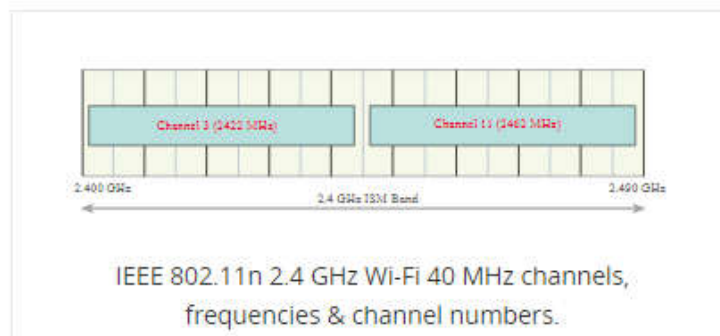 Channel 3 (2422 MHz)
Channel 11 (2462 MHz)
2.400 GHz
2.490 GHz
2.4 GHz ISM Band
IEEE 802.11n 2.4 GHz Wi-Fi 40 MHz channels,
frequencies & channel numbers.